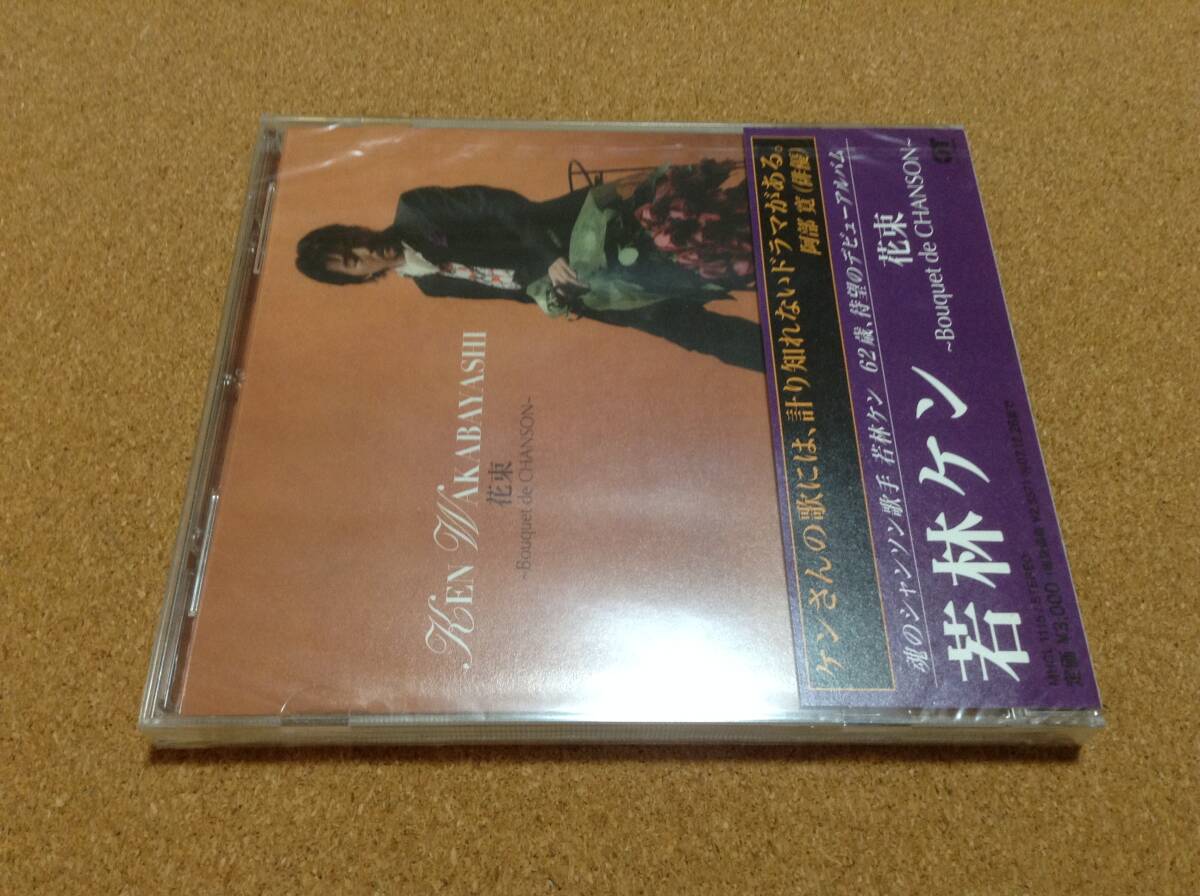 KEN WAKABAYASHI
花束
~Bouquet de CHANSON~
ケンさんの歌には、計り知れないドラマがある。
阿部 寛(俳優)
魂のシャンソン歌手 若林ケン 62歳、待望のデビューアルバム
若林ケン
花束
~Bouquet de CHANSON~
STEREO
定価 ¥3,000